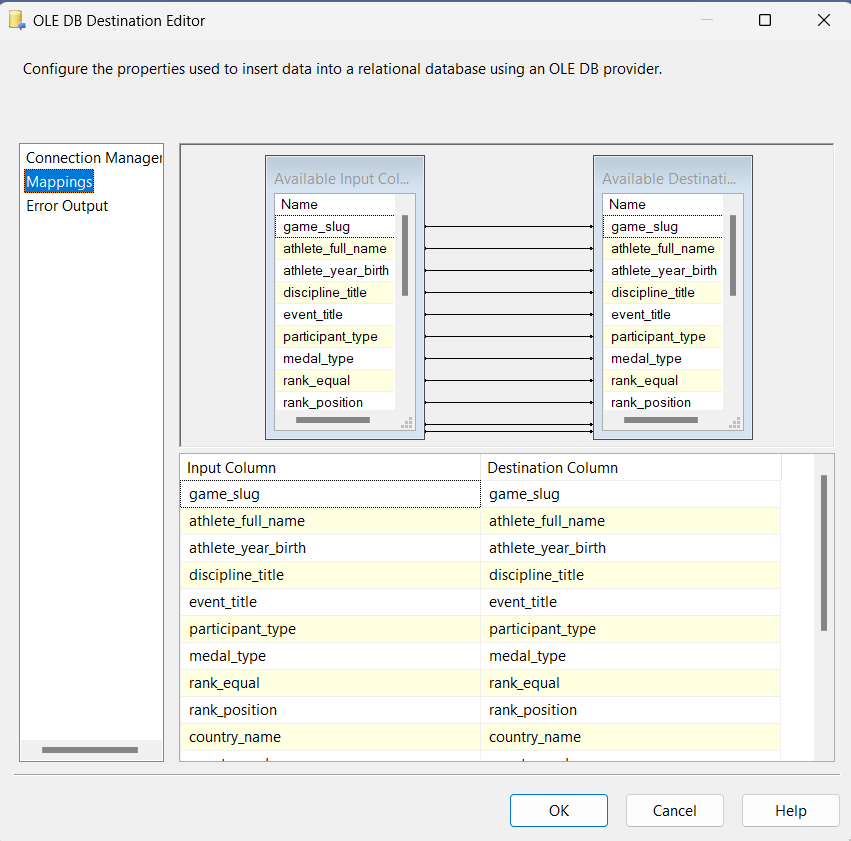 OLE DB Destination Editor
Configure the properties used to insert data into a relational database using an OLE DB provider.
Connection Manager
Mappings
Error Output
Available Input Col...
Name
game_slug
athlete_full_name
athlete_year_birth
discipline_title
event_title
participant_type
medal_type
rank_equal
rank_position
Available Destinati...
Name
game_slug
athlete_full_name
athlete_year_birth
discipline_title
event_title
participant_type
medal_type
rank_equal
rank_position
Input Column Destination Column
game_slug game_slug
athlete_full_name athlete_full_name
athlete_year_birth athlete_year_birth
discipline_title discipline_title
event_title event_title
participant_type participant_type
medal_type medal_type
rank_equal rank_equal
rank_position rank_position
country_name country_name
OK Cancel Help